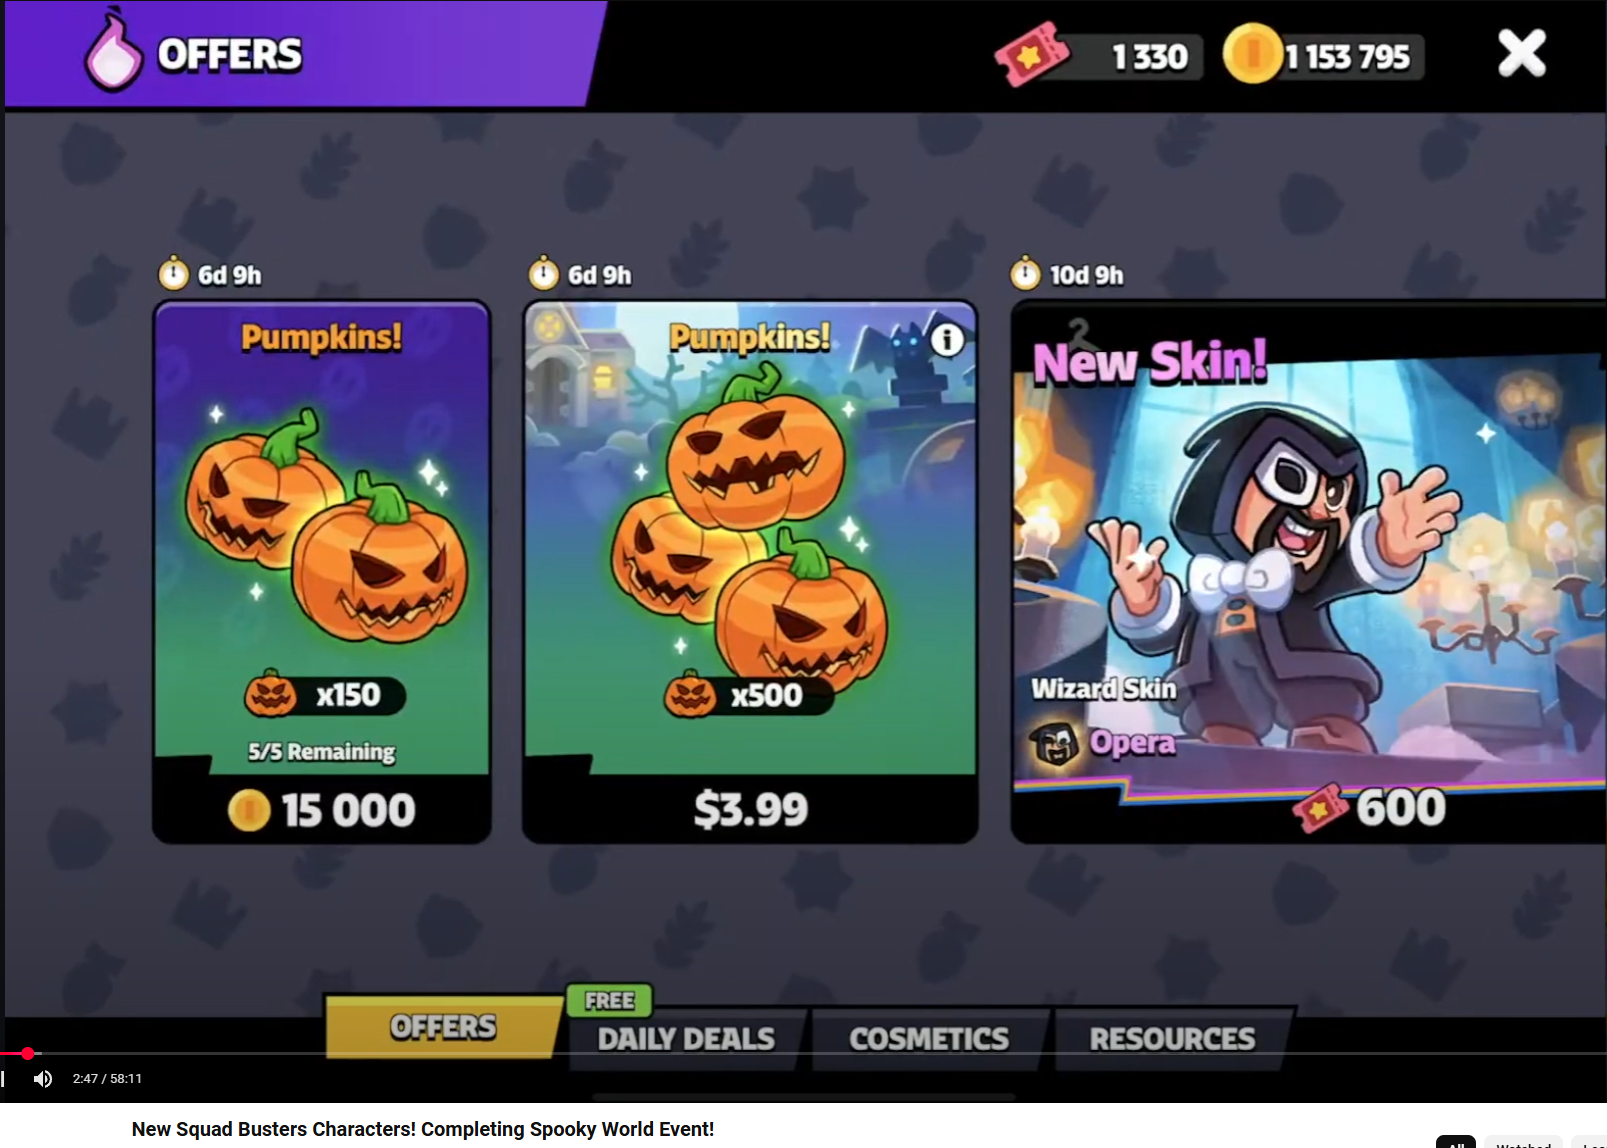 OFFERS
1 330
1 153 795
6d 9h
6d 9h
10d 9h
Pumpkins!
x150
5/5 Remaining
15 000
Pumpkins!
i
x500
$3.99
New Skin!
Wizard Skin
Opera
600
OFFERS
FREE
DAILY DEALS
COSMETICS
RESOURCES
2:47 / 58:11
New Squad Busters Characters! Completing Spooky World Event!
All
Watched